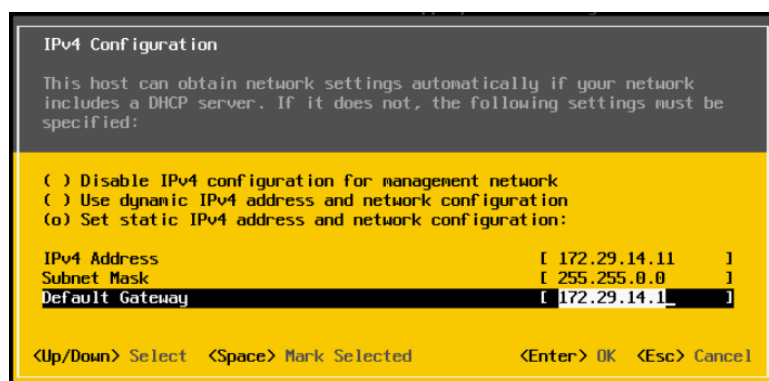 IPv4 Configuration
This host can obtain network settings automatically if your network
includes a DHCP server. If it does not, the following settings must be
specified:
( ) Disable IPv4 configuration for management network
( ) Use dynamic IPv4 address and network configuration
(o) Set static IPv4 address and network configuration:
IPv4 Address [ 172.29.14.11 ]
Subnet Mask [ 255.255.0.0 ]
Default Gateway [ 172.29.14.1_ ]
<Up/Down> Select <Space> Mark Selected <Enter> OK <Esc> Cancel